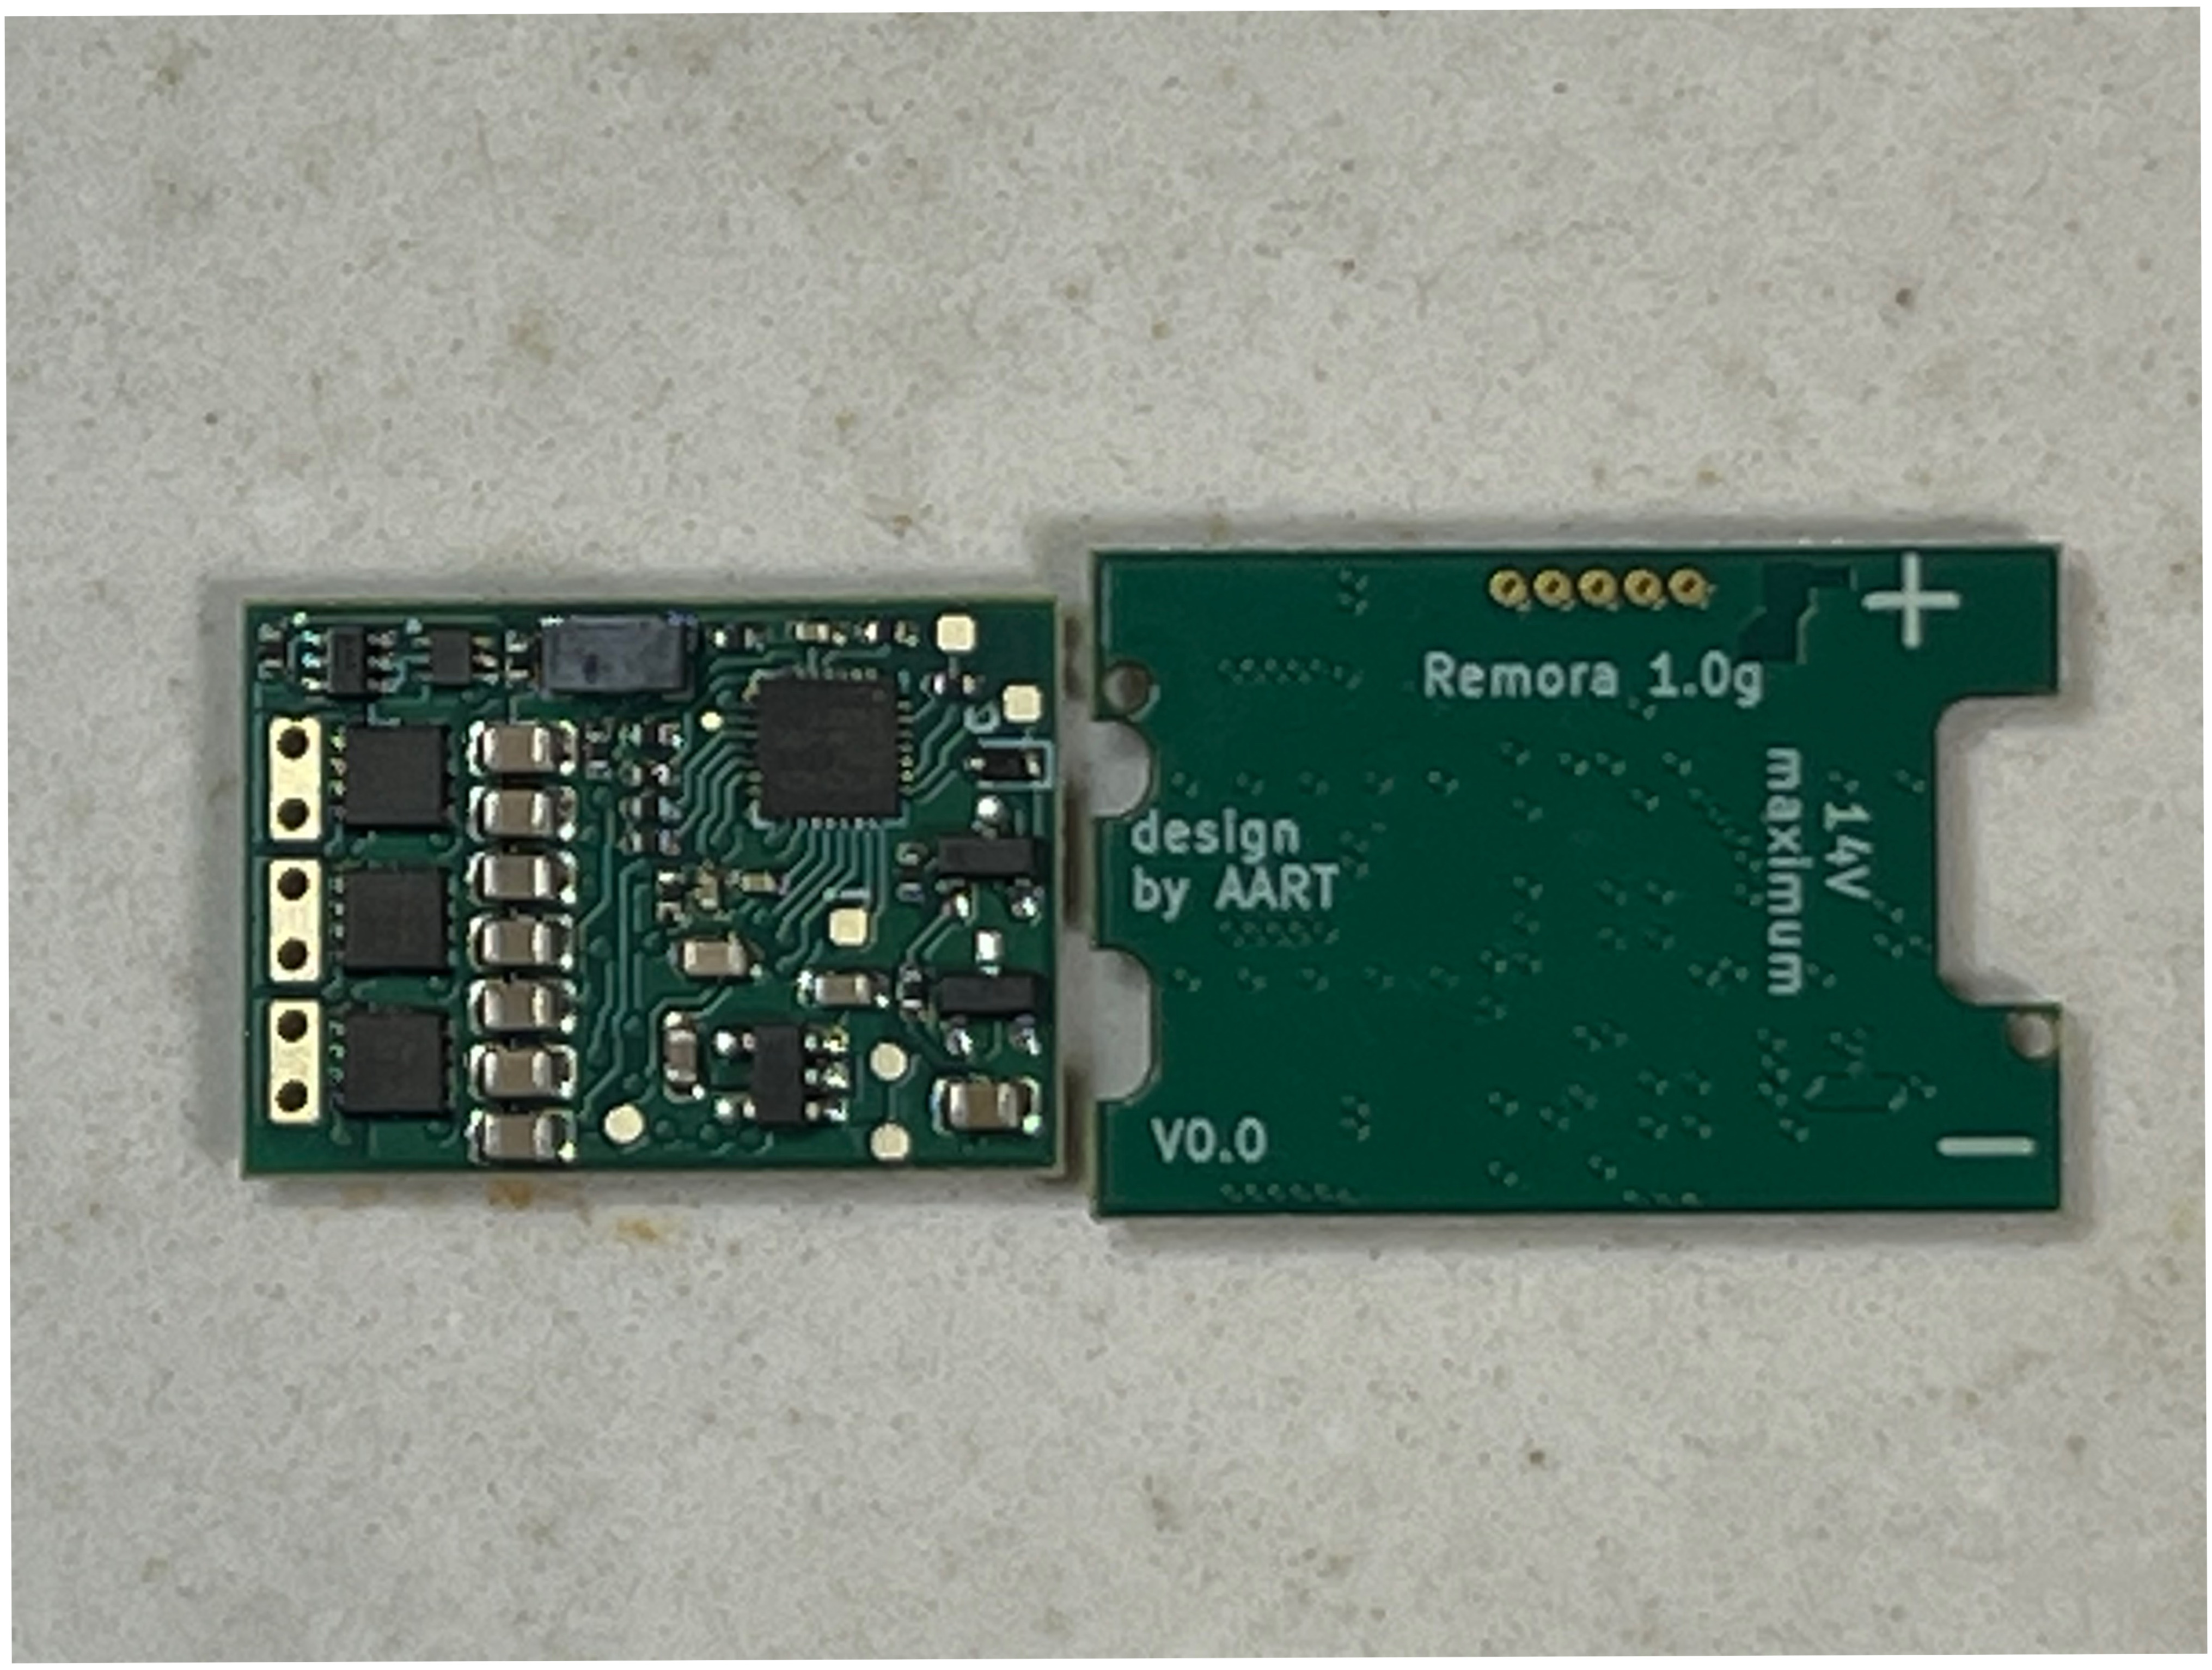 +
Remora 1.0g
14V
maximum
design
by AART
V0.0
−